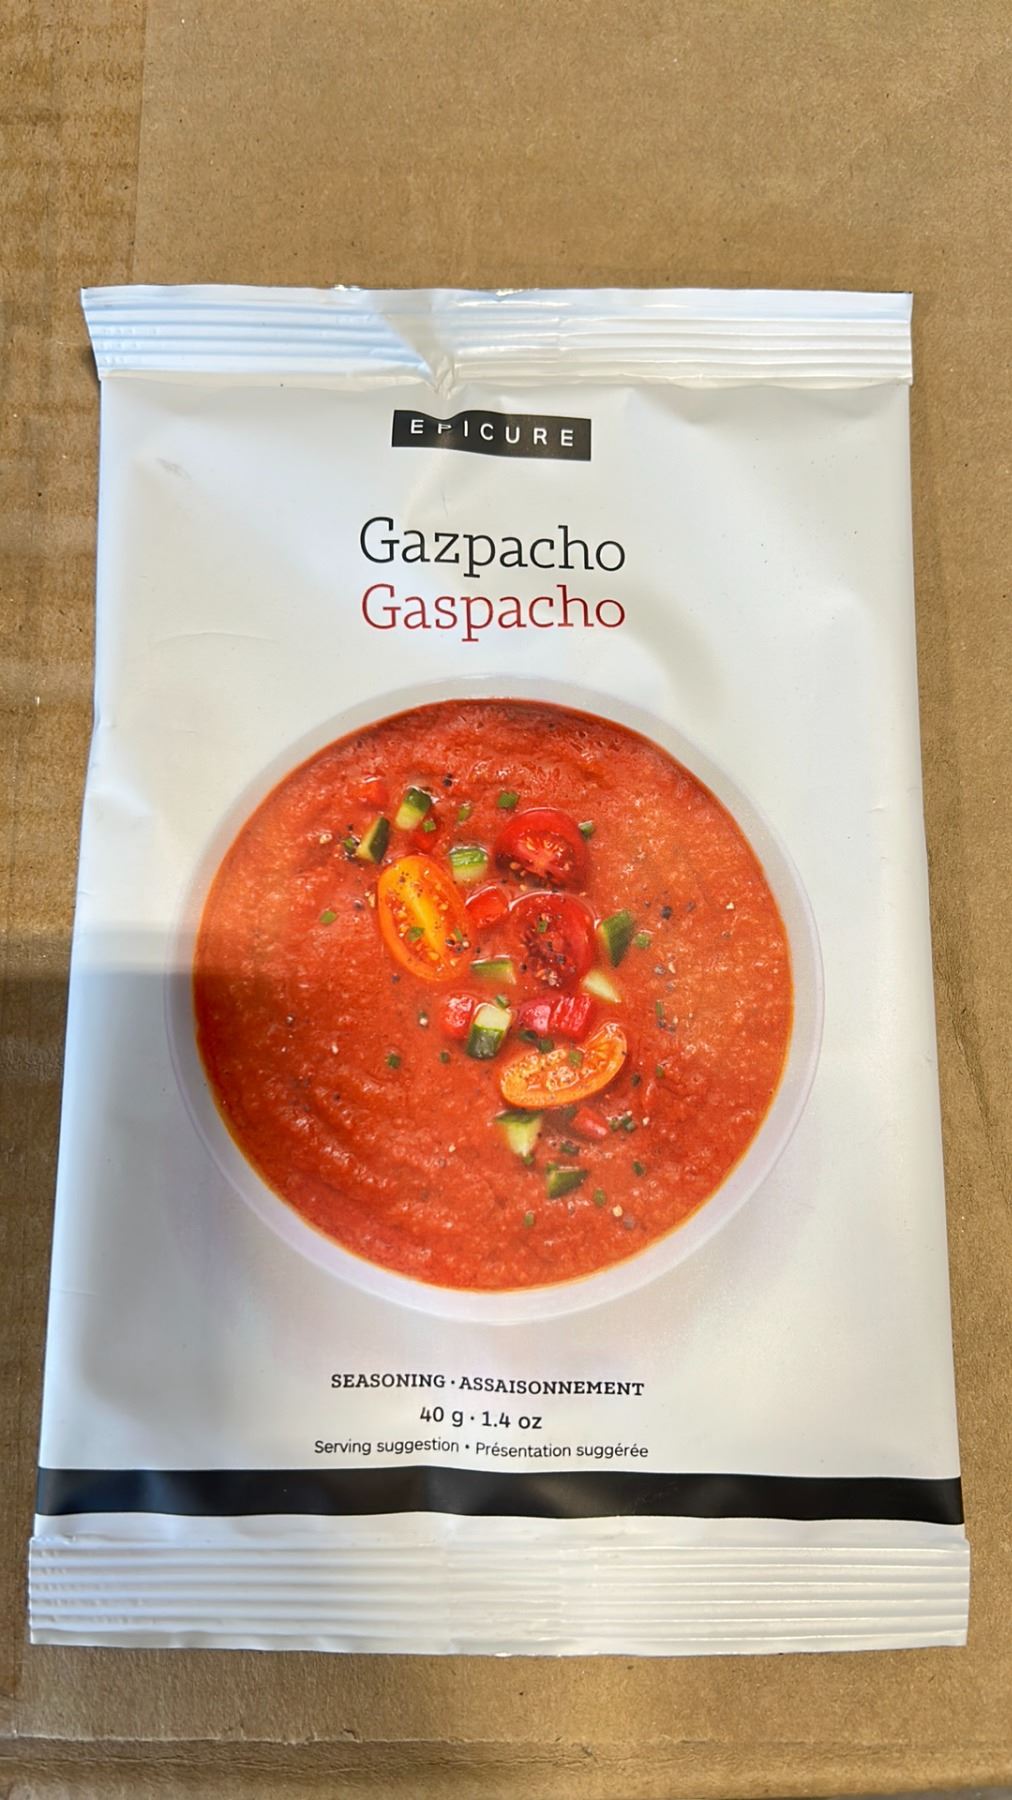 EPICURE
Gazpacho
Gaspacho
SEASONING · ASSAISONNEMENT
40 g · 1.4 oz
Serving suggestion • Présentation suggérée